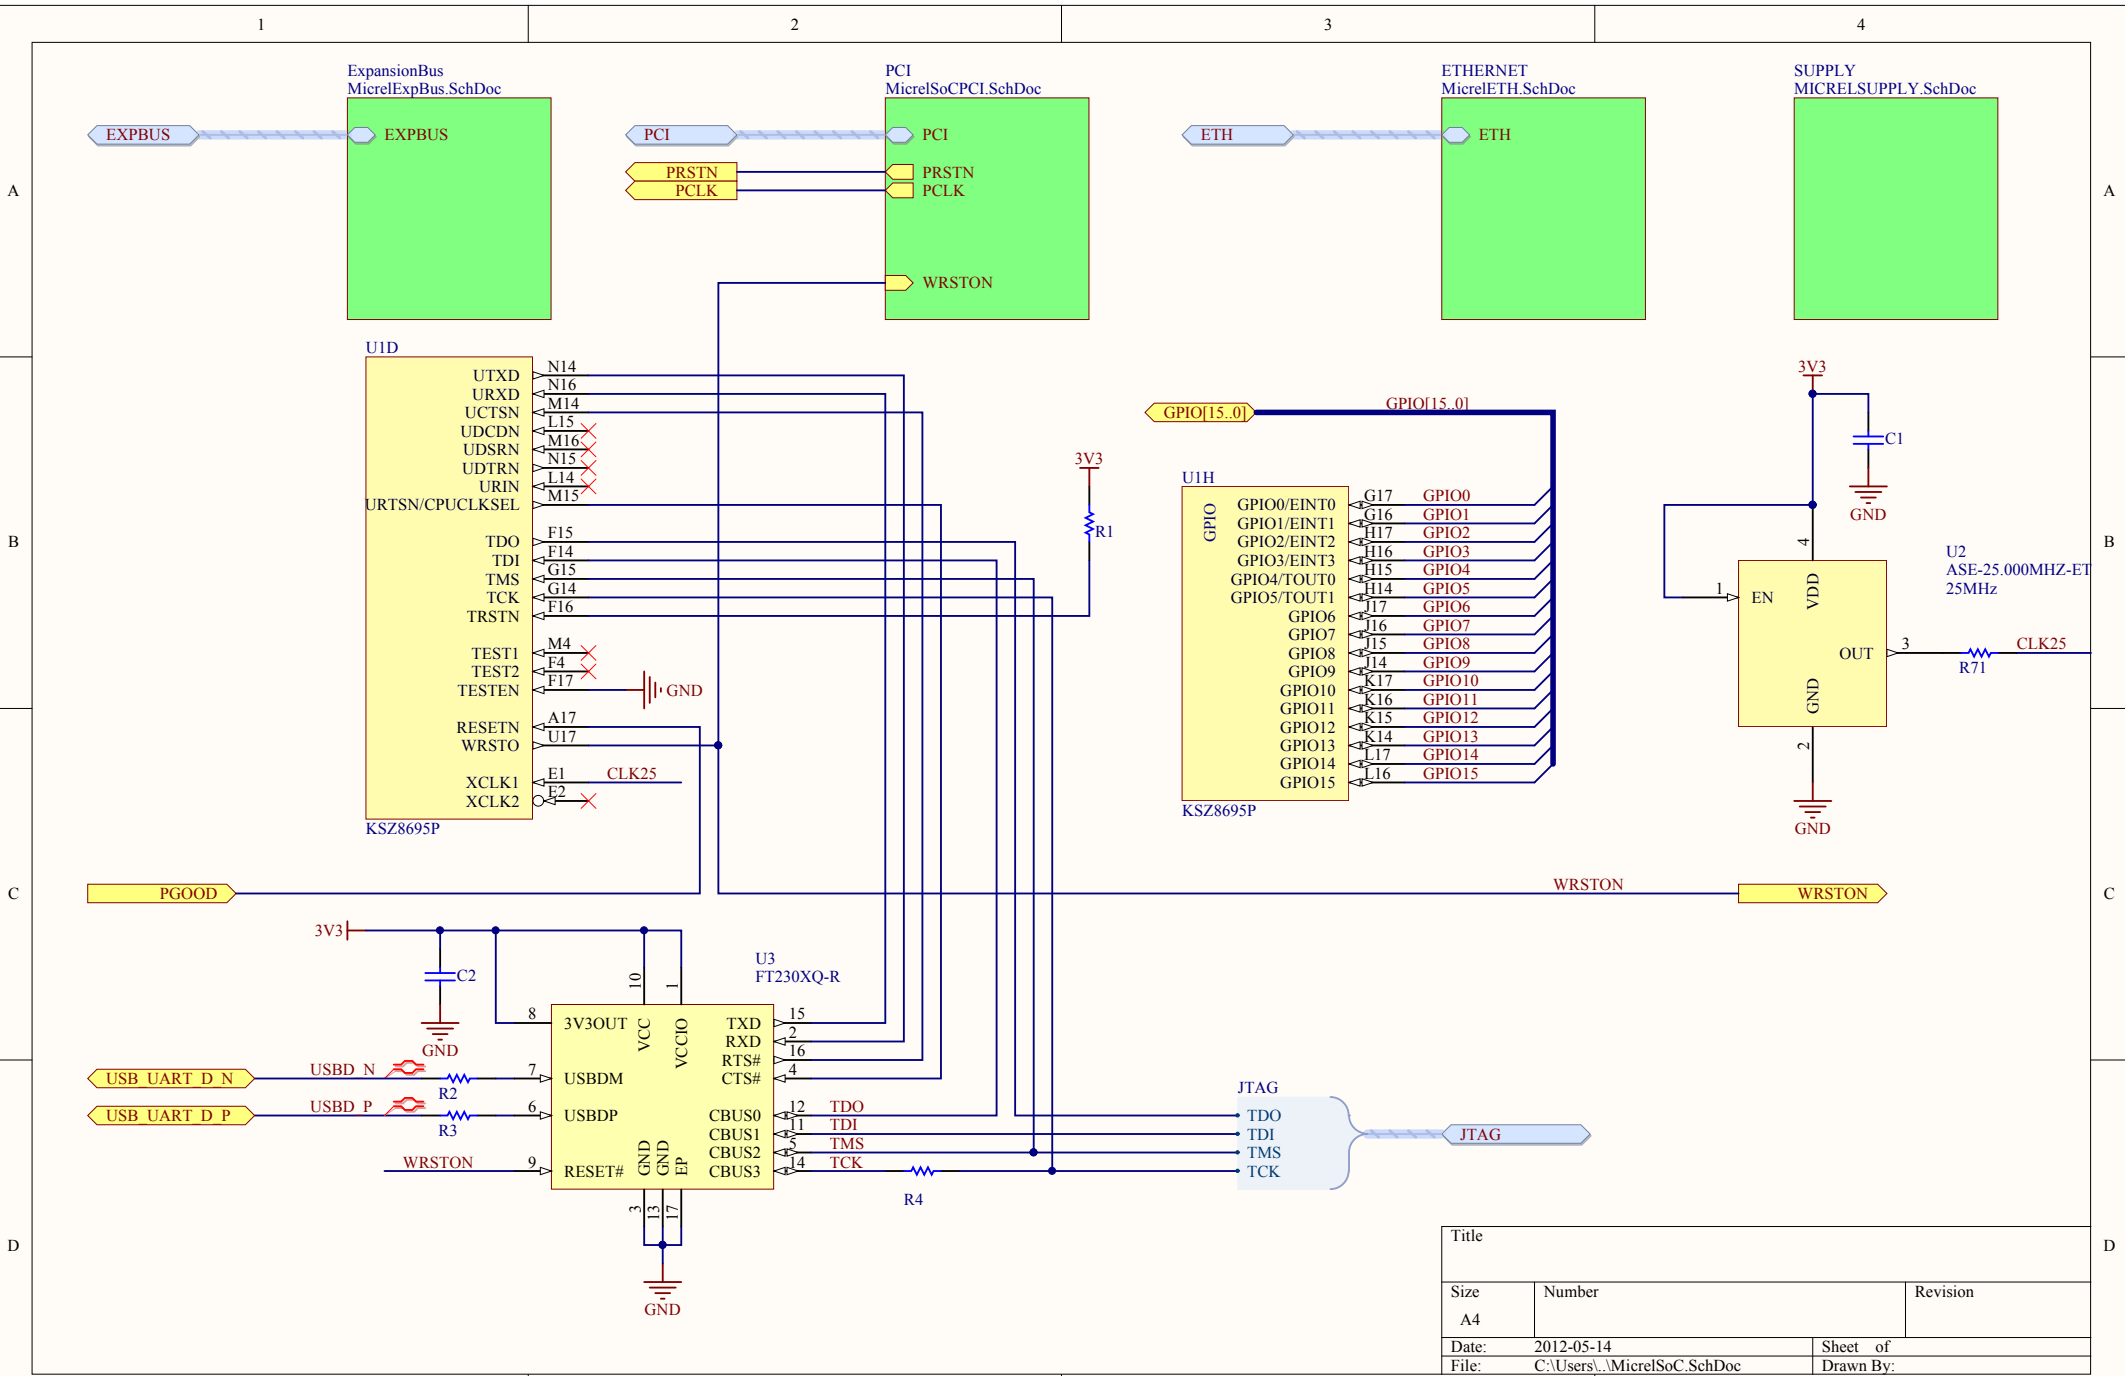 1 2 3 4
A A
B B
C C
D D
ExpansionBus
MicrelExpBus.SchDoc
EXPBUS EXPBUS
PCI
MicrelSoCPCI.SchDoc
PCI PCI
PRSTN PRSTN
PCLK PCLK
WRSTON
ETHERNET
MicrelETH.SchDoc
ETH ETH
SUPPLY
MICRELSUPPLY.SchDoc
U1D
UTXD N14
URXD N16
UCTSN M14
UDCDN L15
UDSRN M16
UDTRN N15
URIN L14
URTSN/CPUCLKSEL M15
TDO F15
TDI F14
TMS G15
TCK G14
TRSTN F16
TEST1 M4
TEST2 F4
TESTEN F17 GND
RESETN A17
WRSTO U17
XCLK1 E1 CLK25
XCLK2 E2
KSZ8695P
3V3
R1
GPIO[15..0] GPIO[15..0]
U1H
GPIO
GPIO0/EINT0 G17 GPIO0
GPIO1/EINT1 G16 GPIO1
GPIO2/EINT2 H17 GPIO2
GPIO3/EINT3 H16 GPIO3
GPIO4/TOUT0 H15 GPIO4
GPIO5/TOUT1 H14 GPIO5
GPIO6 J17 GPIO6
GPIO7 J16 GPIO7
GPIO8 J15 GPIO8
GPIO9 J14 GPIO9
GPIO10 K17 GPIO10
GPIO11 K16 GPIO11
GPIO12 K15 GPIO12
GPIO13 K14 GPIO13
GPIO14 L17 GPIO14
GPIO15 L16 GPIO15
KSZ8695P
3V3
C1
GND
U2
ASE-25.000MHZ-ET
25MHz
4
VDD
1 EN
OUT 3 CLK25
R71
GND
2
GND
PGOOD
WRSTON WRSTON
3V3
C2
GND
U3
FT230XQ-R
10 1
8 3V3OUT VCC VCCIO TXD 15
RXD 2
RTS# 16
USB_UART_D_N USBD_N R2 7 USBDM CTS# 4
USB_UART_D_P USBD_P R3 6 USBDP CBUS0 12 TDO
CBUS1 11 TDI
CBUS2 5 TMS
WRSTON 9 RESET# GND GND EP CBUS3 14 TCK
R4
3 13 17
GND
JTAG
TDO
TDI JTAG
TMS
TCK
Title
Size Number Revision
A4
Date: 2012-05-14 Sheet of
File: C:\Users\..\MicrelSoC.SchDoc Drawn By: